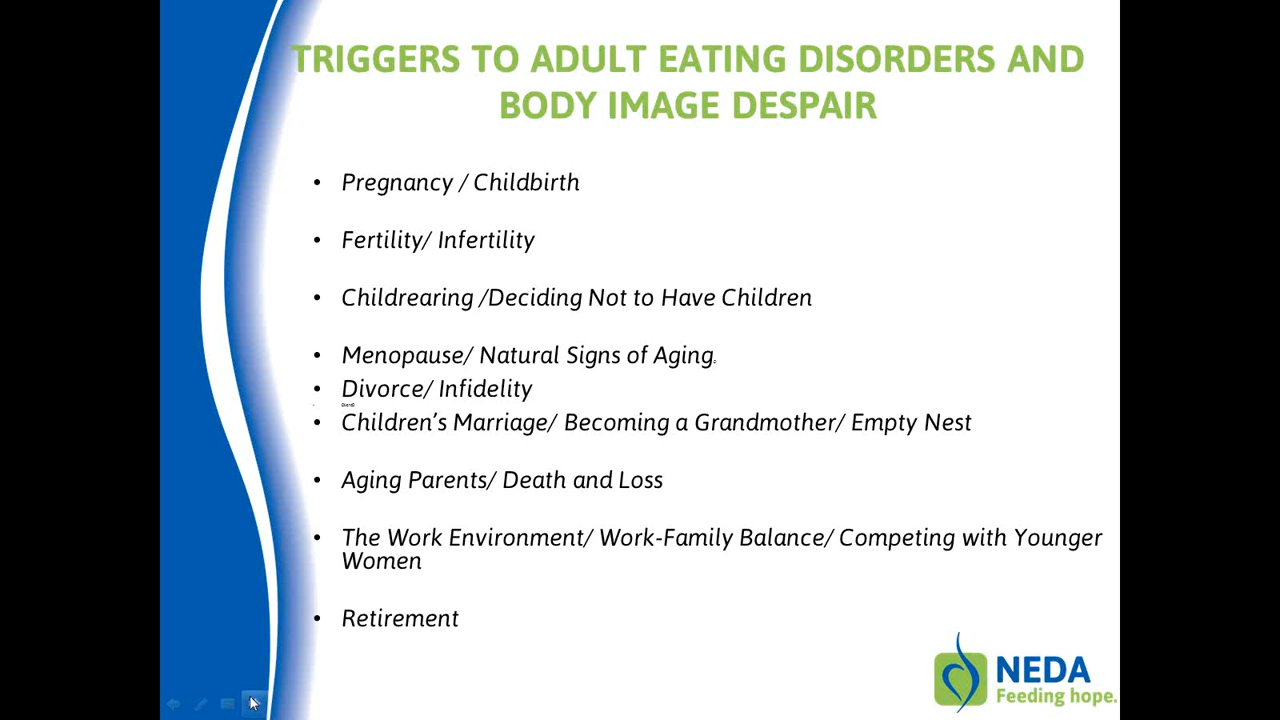 TRIGGERS TO ADULT EATING DISORDERS AND
BODY IMAGE DESPAIR
• Pregnancy / Childbirth
• Fertility/ Infertility
• Childrearing /Deciding Not to Have Children
• Menopause/ Natural Signs of Aging
• Divorce/ Infidelity
• Children’s Marriage/ Becoming a Grandmother/ Empty Nest
• Aging Parents/ Death and Loss
• The Work Environment/ Work-Family Balance/ Competing with Younger
Women
• Retirement
NEDA
Feeding hope.